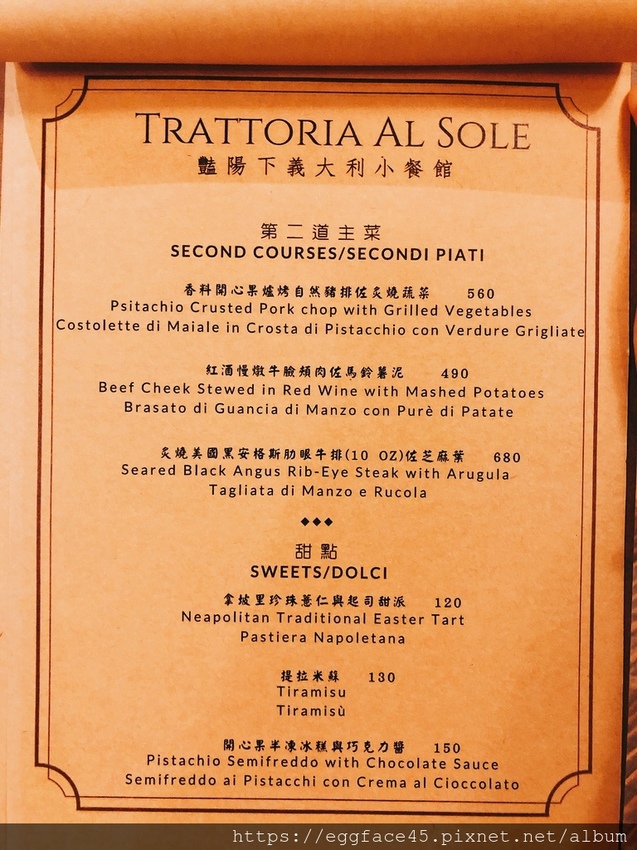 TRATTORIA AL SOLE
豔陽下義大利小餐館
第二道主菜
SECOND COURSES/SECONDI PIATI
香料開心果爐烤自然豬排佐炙燒蔬菜 560
Psitachio Crusted Pork chop with Grilled Vegetables
Costolette di Maiale in Crosta di Pistacchio con Verdure Grigliate
紅酒慢燉牛臉頰肉佐馬鈴薯泥 490
Beef Cheek Stewed in Red Wine with Mashed Potatoes
Brasato di Guancia di Manzo con Purè di Patate
炙燒美國黑安格斯肋眼牛排(10 OZ)佐芝麻葉 680
Seared Black Angus Rib-Eye Steak with Arugula
Tagliata di Manzo e Rucola
甜點
SWEETS/DOLCI
拿坡里珍珠薏仁與起司甜派 120
Neapolitan Traditional Easter Tart
Pastiera Napoletana
提拉米蘇 130
Tiramisu
Tiramisù
開心果半凍冰糕與巧克力醬 150
Pistachio Semifreddo with Chocolate Sauce
Semifreddo ai Pistacchi con Crema al Cioccolato
https://eggface45.pixnet.net/album